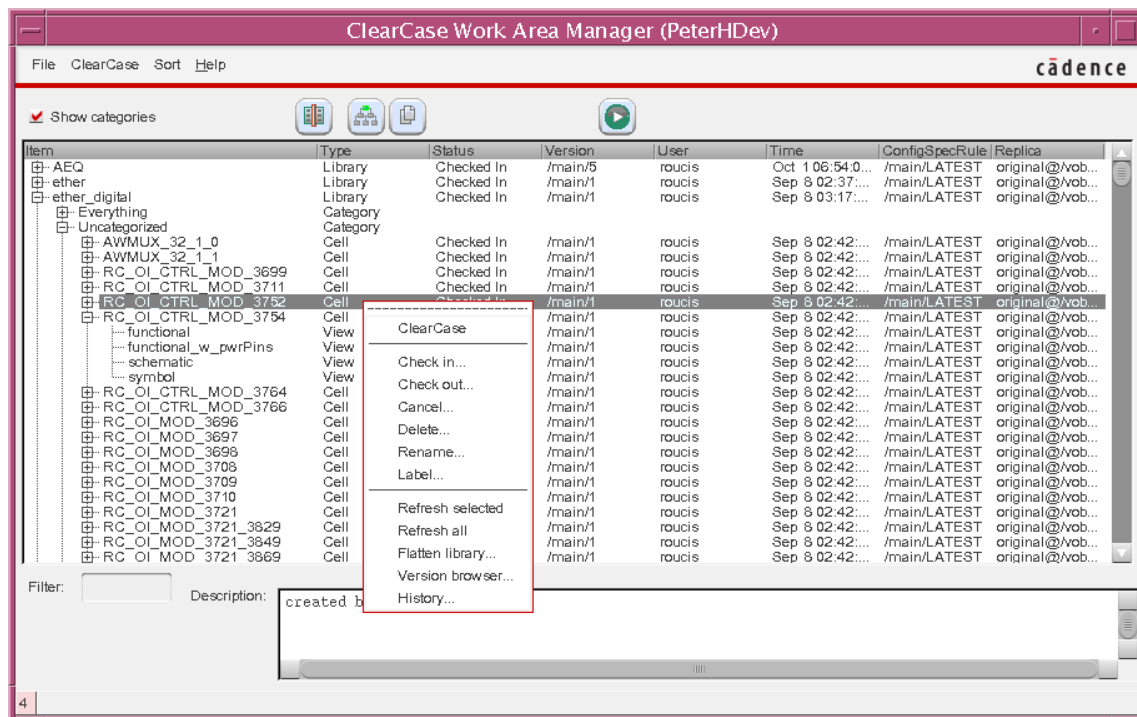 ClearCase Work Area Manager (PeterHDev)
File ClearCase Sort Help cādence
Show categories
Item Type Status Version User Time ConfigSpecRule Replica
AEQ Library Checked In /main/5 roucis Oct 1 06:54:0... /main/LATEST original@/vob...
ether Library Checked In /main/1 roucis Sep 8 02:37:... /main/LATEST original@/vob...
ether_digital Library Checked In /main/1 roucis Sep 8 03:17:... /main/LATEST original@/vob...
Everything Category
Uncategorized Category
AWMUX_32_1_0 Cell Checked In /main/1 roucis Sep 8 02:42:... /main/LATEST original@/vob...
AWMUX_32_1_1 Cell Checked In /main/1 roucis Sep 8 02:42:... /main/LATEST original@/vob...
RC_OI_CTRL_MOD_3699 Cell Checked In /main/1 roucis Sep 8 02:42:... /main/LATEST original@/vob...
RC_OI_CTRL_MOD_3711 Cell Checked In /main/1 roucis Sep 8 02:42:... /main/LATEST original@/vob...
RC_OI_CTRL_MOD_3752 Cell Checked In /main/1 roucis Sep 8 02:42:... /main/LATEST original@/vob...
RC_OI_CTRL_MOD_3754 Cell /main/1 roucis Sep 8 02:42:... /main/LATEST original@/vob...
functional View /main/1 roucis Sep 8 02:42:... /main/LATEST original@/vob...
functional_w_pwrPins View /main/1 roucis Sep 8 02:42:... /main/LATEST original@/vob...
schematic View /main/1 roucis Sep 8 02:42:... /main/LATEST original@/vob...
symbol View /main/1 roucis Sep 8 02:42:... /main/LATEST original@/vob...
RC_OI_CTRL_MOD_3764 Cell /main/1 roucis Sep 8 02:42:... /main/LATEST original@/vob...
RC_OI_CTRL_MOD_3766 Cell /main/1 roucis Sep 8 02:42:... /main/LATEST original@/vob...
RC_OI_MOD_3696 Cell /main/1 roucis Sep 8 02:42:... /main/LATEST original@/vob...
RC_OI_MOD_3697 Cell /main/1 roucis Sep 8 02:42:... /main/LATEST original@/vob...
RC_OI_MOD_3698 Cell /main/1 roucis Sep 8 02:42:... /main/LATEST original@/vob...
RC_OI_MOD_3708 Cell /main/1 roucis Sep 8 02:42:... /main/LATEST original@/vob...
RC_OI_MOD_3709 Cell /main/1 roucis Sep 8 02:42:... /main/LATEST original@/vob...
RC_OI_MOD_3710 Cell /main/1 roucis Sep 8 02:42:... /main/LATEST original@/vob...
RC_OI_MOD_3721 Cell /main/1 roucis Sep 8 02:42:... /main/LATEST original@/vob...
RC_OI_MOD_3721_3829 Cell /main/1 roucis Sep 8 02:42:... /main/LATEST original@/vob...
RC_OI_MOD_3721_3849 Cell /main/1 roucis Sep 8 02:42:... /main/LATEST original@/vob...
RC_OI_MOD_3721_3869 Cell /main/1 roucis Sep 8 02:42:... /main/LATEST original@/vob...
ClearCase
Check in...
Check out...
Cancel...
Delete...
Rename...
Label...
Refresh selected
Refresh all
Flatten library...
Version browser...
History...
Filter:
Description:
created b
4